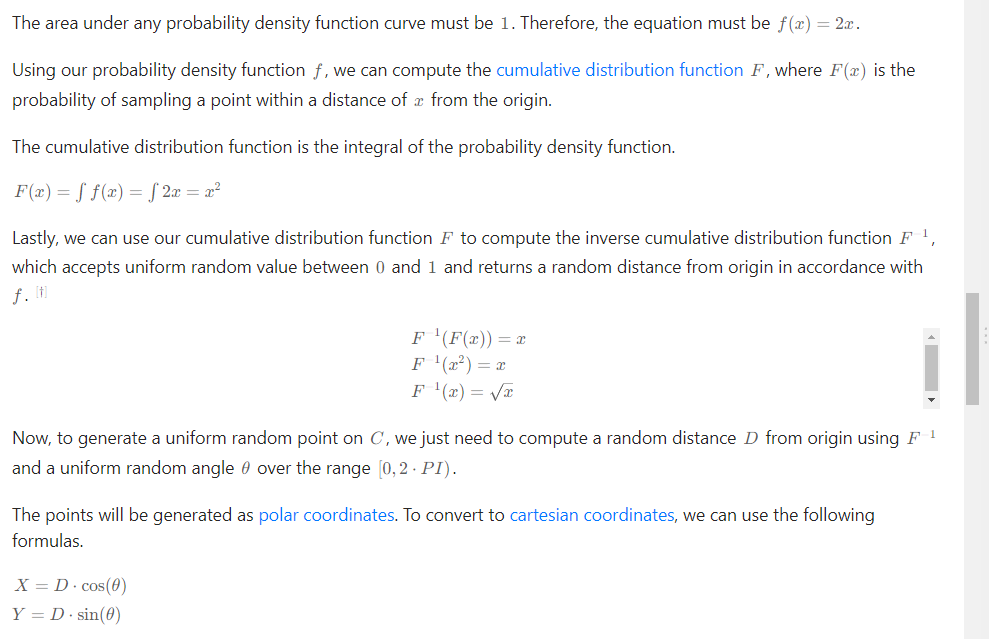 The area under any probability density function curve must be 1. Therefore, the equation must be f(x) = 2x.
Using our probability density function f, we can compute the cumulative distribution function F, where F(x) is the
probability of sampling a point within a distance of x from the origin.
The cumulative distribution function is the integral of the probability density function.
F(x) = ∫ f(x) = ∫ 2x = x²
Lastly, we can use our cumulative distribution function F to compute the inverse cumulative distribution function F⁻¹,
which accepts uniform random value between 0 and 1 and returns a random distance from origin in accordance with
f. [†]
F⁻¹(F(x)) = x
F⁻¹(x²) = x
F⁻¹(x) = √x
Now, to generate a uniform random point on C, we just need to compute a random distance D from origin using F⁻¹
and a uniform random angle θ over the range [0, 2 · PI).
The points will be generated as polar coordinates. To convert to cartesian coordinates, we can use the following
formulas.
X = D · cos(θ)
Y = D · sin(θ)